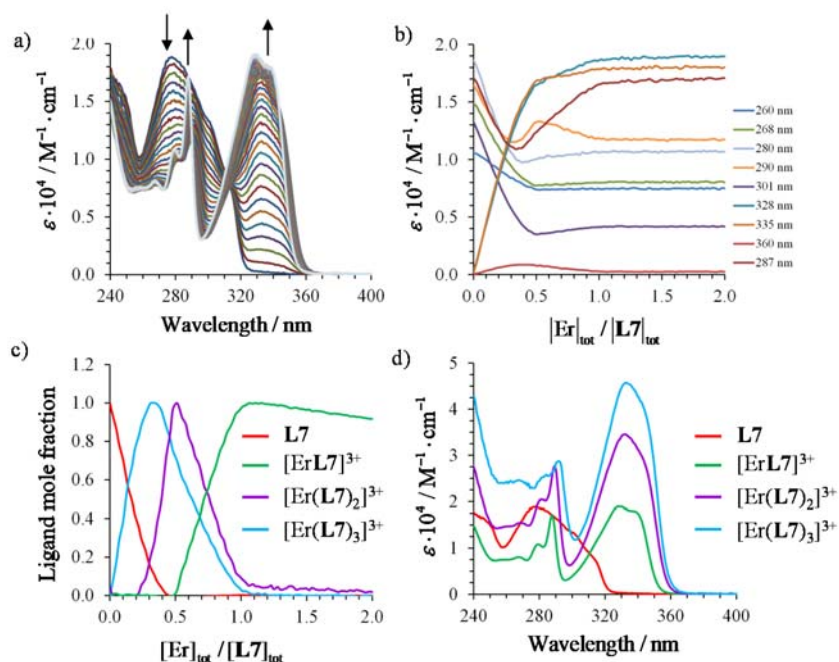 a)
2.0
1.5
1.0
0.5
0.0
ε·10⁴ / M⁻¹·cm⁻¹
240 280 320 360 400
Wavelength / nm
b)
2.0
1.5
1.0
0.5
0.0
ε·10⁴ / M⁻¹·cm⁻¹
0.0 0.5 1.0 1.5 2.0
|Er|tot / |L7|tot
260 nm
268 nm
280 nm
290 nm
301 nm
328 nm
335 nm
360 nm
287 nm
c)
1.2
1.0
0.8
0.6
0.4
0.2
0.0
Ligand mole fraction
0.0 0.5 1.0 1.5 2.0
[Er]tot / [L7]tot
L7
[ErL7]³⁺
[Er(L7)₂]³⁺
[Er(L7)₃]³⁺
d)
5
4
3
2
1
0
ε·10⁴ / M⁻¹·cm⁻¹
240 280 320 360 400
Wavelength / nm
L7
[ErL7]³⁺
[Er(L7)₂]³⁺
[Er(L7)₃]³⁺